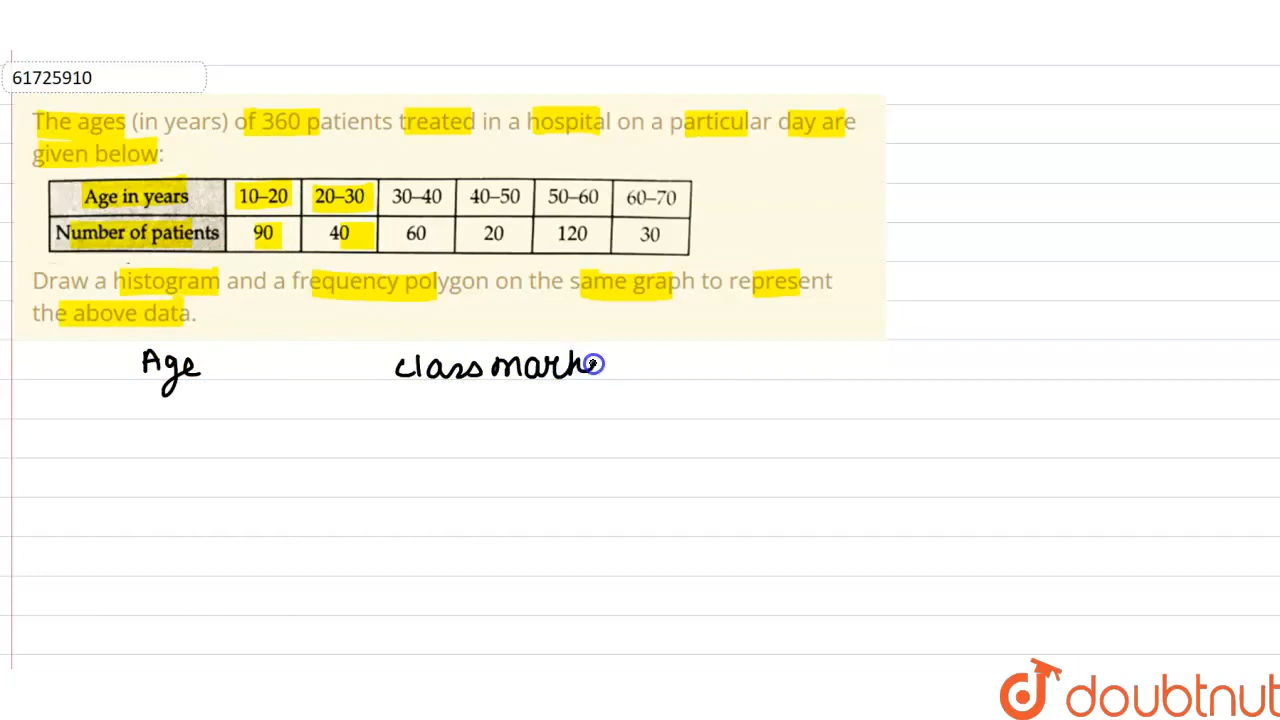 61725910
The ages (in years) of 360 patients treated in a hospital on a particular day are
given below:
Age in years 10–20 20–30 30–40 40–50 50–60 60–70
Number of patients 90 40 60 20 120 30
Draw a histogram and a frequency polygon on the same graph to represent
the above data.
Age class mark
doubtnut